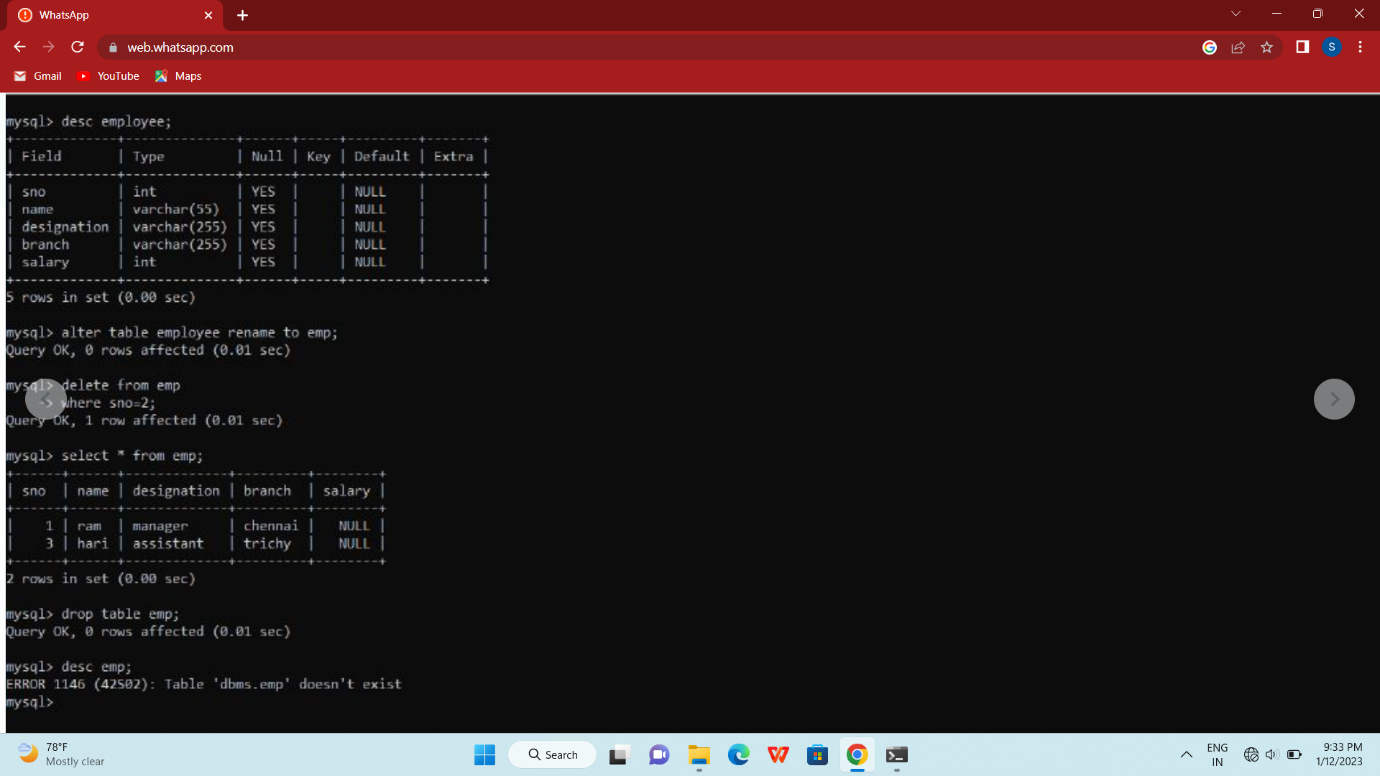 WhatsApp
web.whatsapp.com
S
Gmail YouTube Maps
mysql> desc employee;
+-------------+--------------+------+-----+---------+-------+
| Field | Type | Null | Key | Default | Extra |
+-------------+--------------+------+-----+---------+-------+
| sno | int | YES | | NULL | |
| name | varchar(55) | YES | | NULL | |
| designation | varchar(255) | YES | | NULL | |
| branch | varchar(255) | YES | | NULL | |
| salary | int | YES | | NULL | |
+-------------+--------------+------+-----+---------+-------+
5 rows in set (0.00 sec)
mysql> alter table employee rename to emp;
Query OK, 0 rows affected (0.01 sec)
mysql> delete from emp
-> where sno=2;
Query OK, 1 row affected (0.01 sec)
mysql> select * from emp;
+------+------+-------------+---------+--------+
| sno | name | designation | branch | salary |
+------+------+-------------+---------+--------+
| 1 | ram | manager | chennai | NULL |
| 3 | hari | assistant | trichy | NULL |
+------+------+-------------+---------+--------+
2 rows in set (0.00 sec)
mysql> drop table emp;
Query OK, 0 rows affected (0.01 sec)
mysql> desc emp;
ERROR 1146 (42S02): Table 'dbms.emp' doesn't exist
mysql>
78°F
Mostly clear
Search
ENG
IN
9:33 PM
1/12/2023